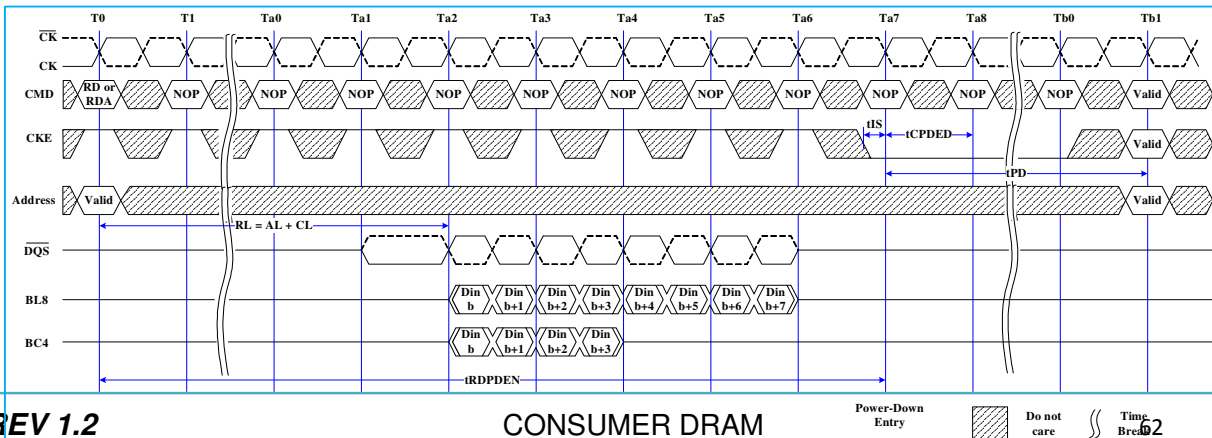 T0 T1 Ta0 Ta1 Ta2 Ta3 Ta4 Ta5 Ta6 Ta7 Ta8 Tb0 Tb1
CK
CK
CMD RD or RDA NOP NOP NOP NOP NOP NOP NOP NOP NOP NOP NOP Valid
tIS tCPDED
CKE Valid
tPD
Address Valid Valid
RL = AL + CL
DQS
BL8 Din b Din b+1 Din b+2 Din b+3 Din b+4 Din b+5 Din b+6 Din b+7
BC4 Din b Din b+1 Din b+2 Din b+3
tRDPDEN
REV 1.2 CONSUMER DRAM Power-Down Entry Do not care Time Break 62